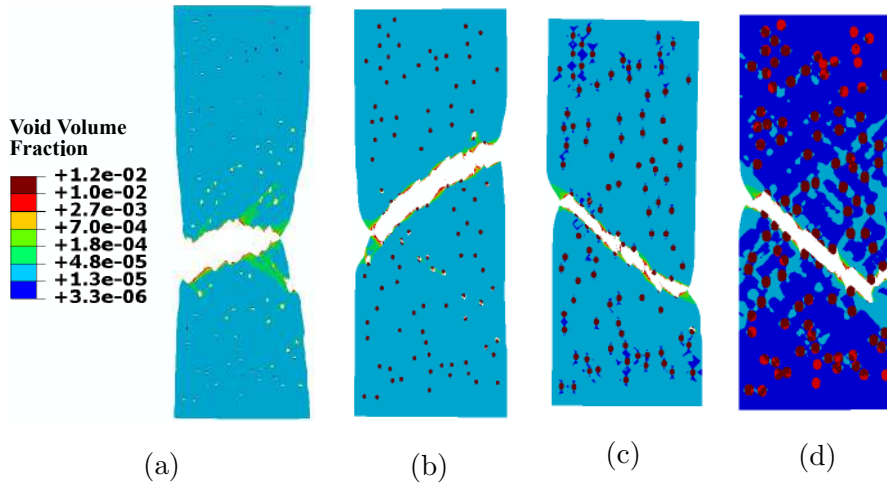 Void Volume
Fraction
+1.2e-02
+1.0e-02
+2.7e-03
+7.0e-04
+1.8e-04
+4.8e-05
+1.3e-05
+3.3e-06
(a)
(b)
(c)
(d)